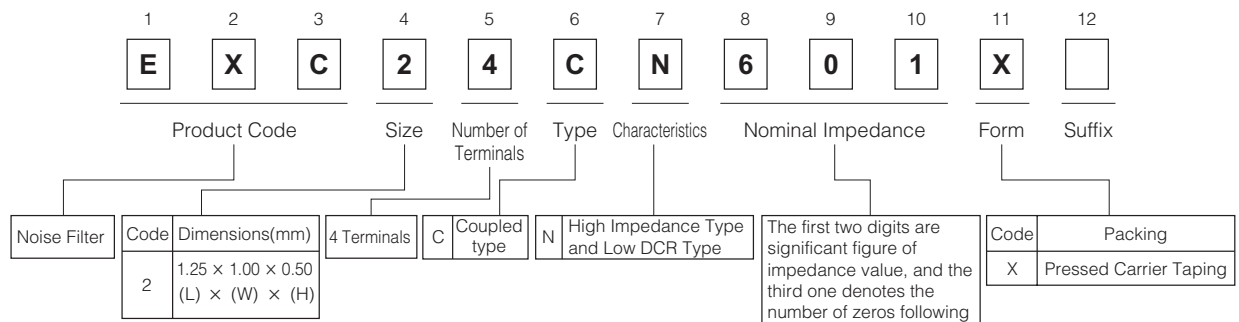 1 2 3 4 5 6 7 8 9 10 11 12
E X C 2 4 C N 6 0 1 X
Product Code Size Number of Terminals Type Characteristics Nominal Impedance Form Suffix
Noise Filter
Code Dimensions(mm)
2 1.25 × 1.00 × 0.50
(L) × (W) × (H)
4 Terminals
C Coupled type
N High Impedance Type
and Low DCR Type
The first two digits are
significant figure of
impedance value, and the
third one denotes the
number of zeros following
Code Packing
X Pressed Carrier Taping